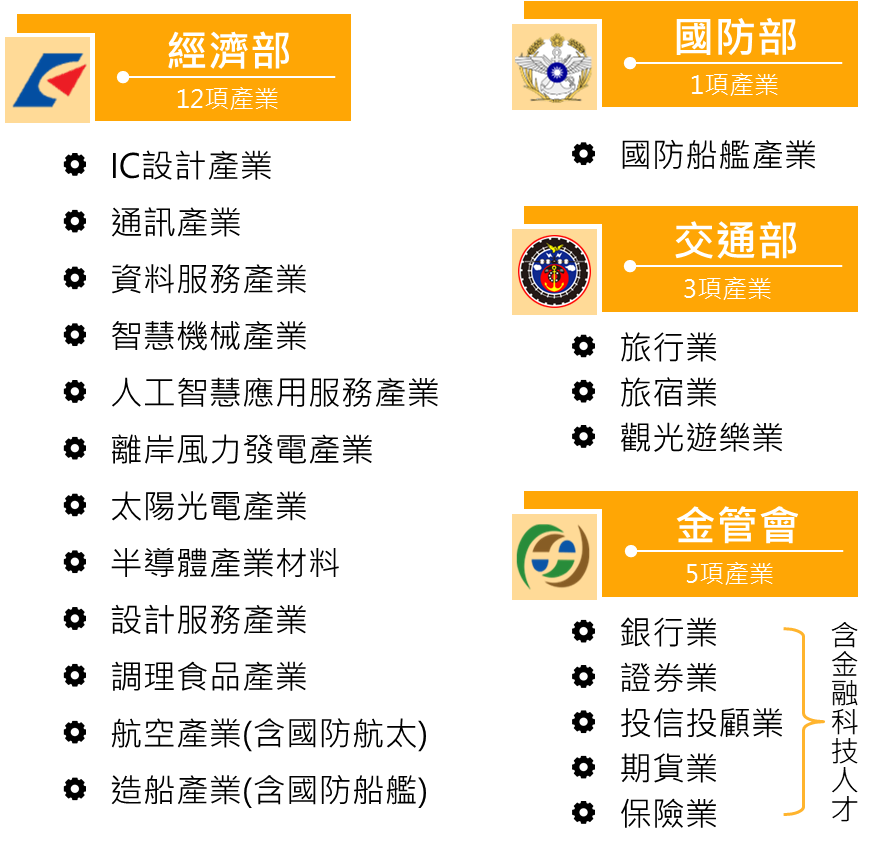 經濟部
12項產業
IC設計產業
通訊產業
資料服務產業
智慧機械產業
人工智慧應用服務產業
離岸風力發電產業
太陽光電產業
半導體產業材料
設計服務產業
調理食品產業
航空產業(含國防航太)
造船產業(含國防船艦)
國防部
1項產業
國防船艦產業
交通部
3項產業
旅行業
旅宿業
觀光遊樂業
金管會
5項產業
銀行業
證券業
投信投顧業
期貨業
保險業
含金融科技人才